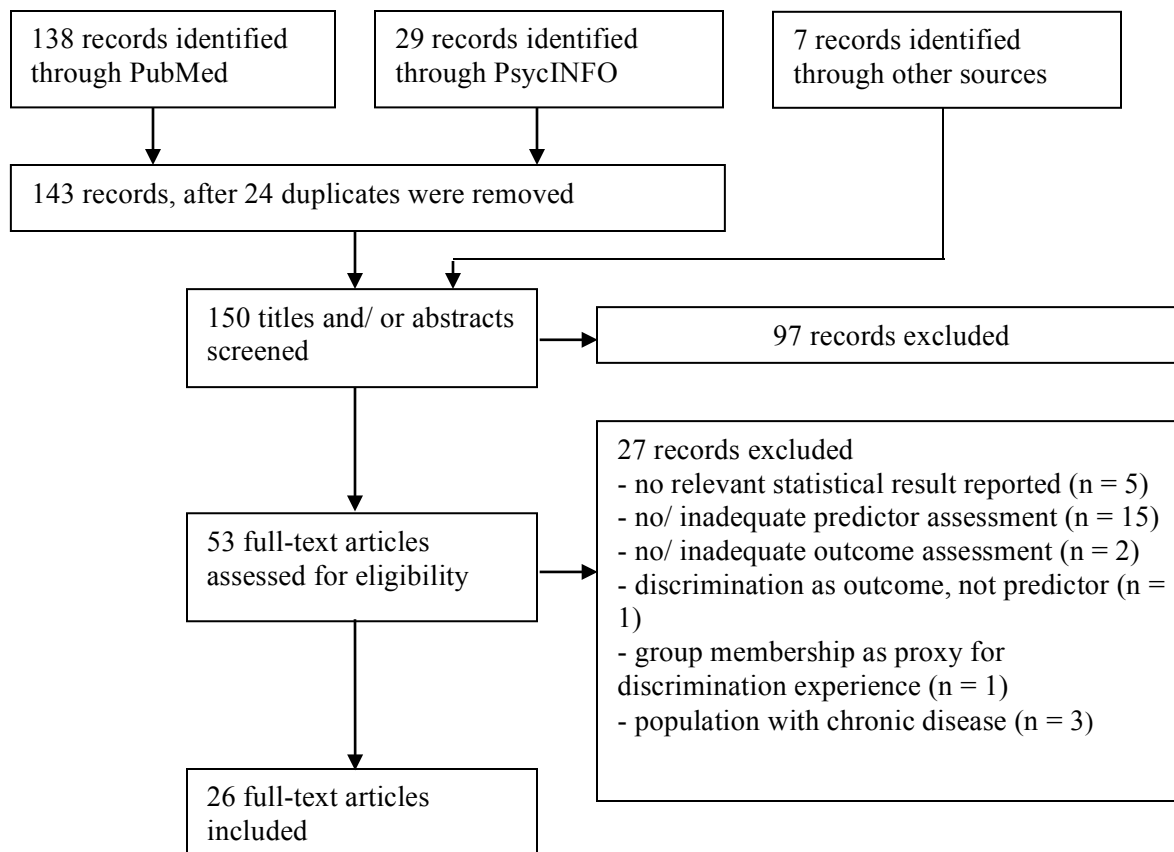 138 records identified
through PubMed
29 records identified
through PsycINFO
7 records identified
through other sources
143 records, after 24 duplicates were removed
150 titles and/ or abstracts
screened
97 records excluded
53 full-text articles
assessed for eligibility
27 records excluded
- no relevant statistical result reported (n = 5)
- no/ inadequate predictor assessment (n = 15)
- no/ inadequate outcome assessment (n = 2)
- discrimination as outcome, not predictor (n =
1)
- group membership as proxy for
discrimination experience (n = 1)
- population with chronic disease (n = 3)
26 full-text articles
included